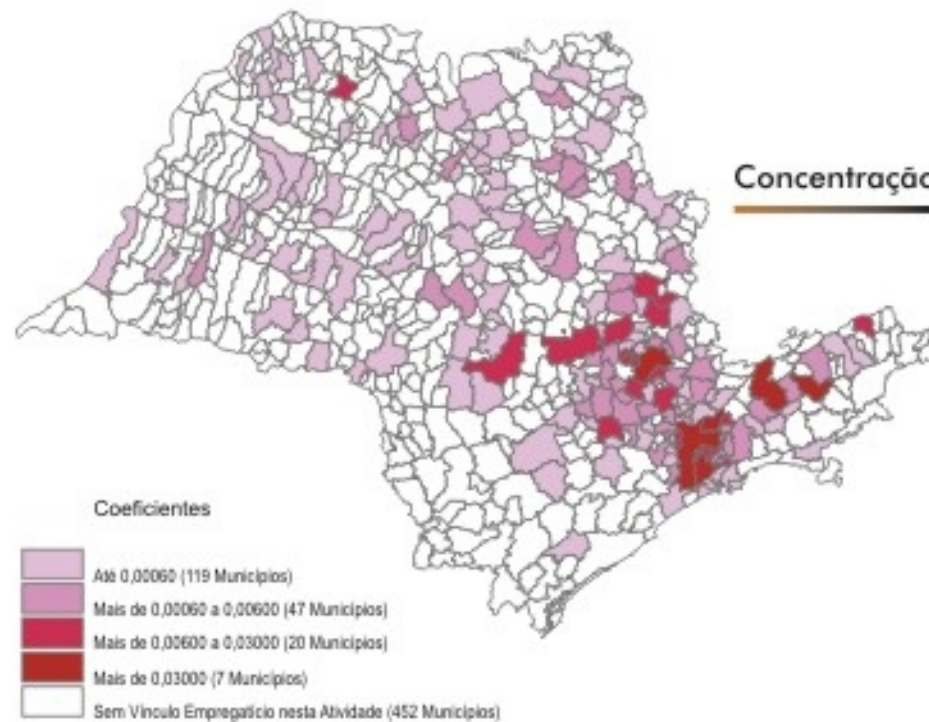 Concentração
Coeficientes
Até 0,00060 (119 Municípios)
Mais de 0,00060 a 0,00600 (47 Municípios)
Mais de 0,00600 a 0,03000 (20 Municípios)
Mais de 0,03000 (7 Municípios)
Sem Vínculo Empregatício nesta Atividade (452 Municípios)